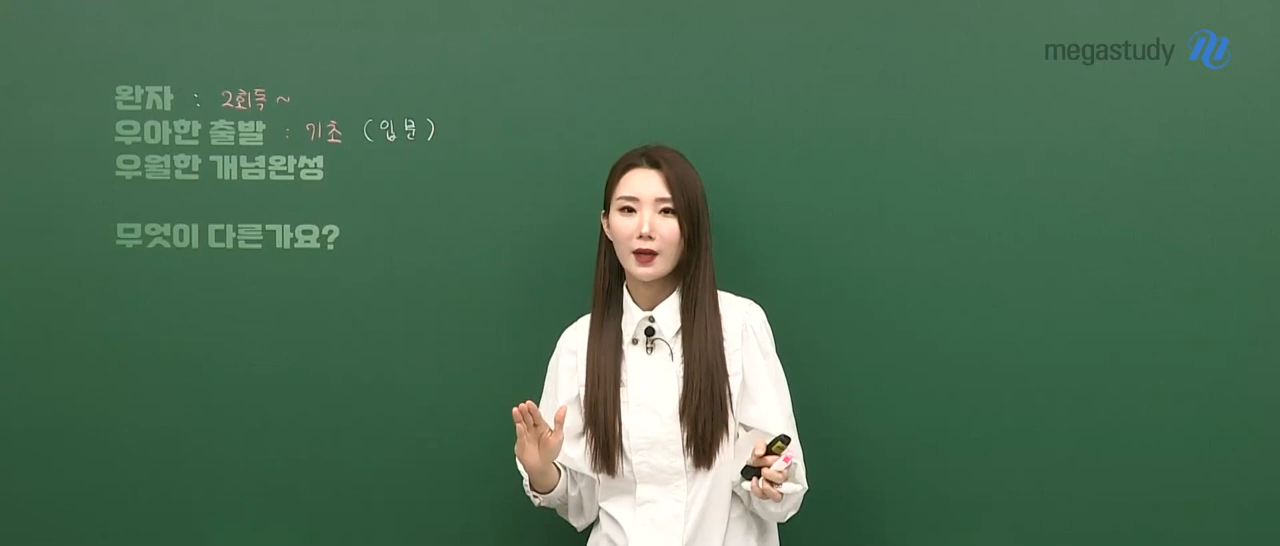 megastudy
완자 : 2회독 ~
우아한 출발 : 기초 (입문)
우월한 개념완성
무엇이 다른가요?